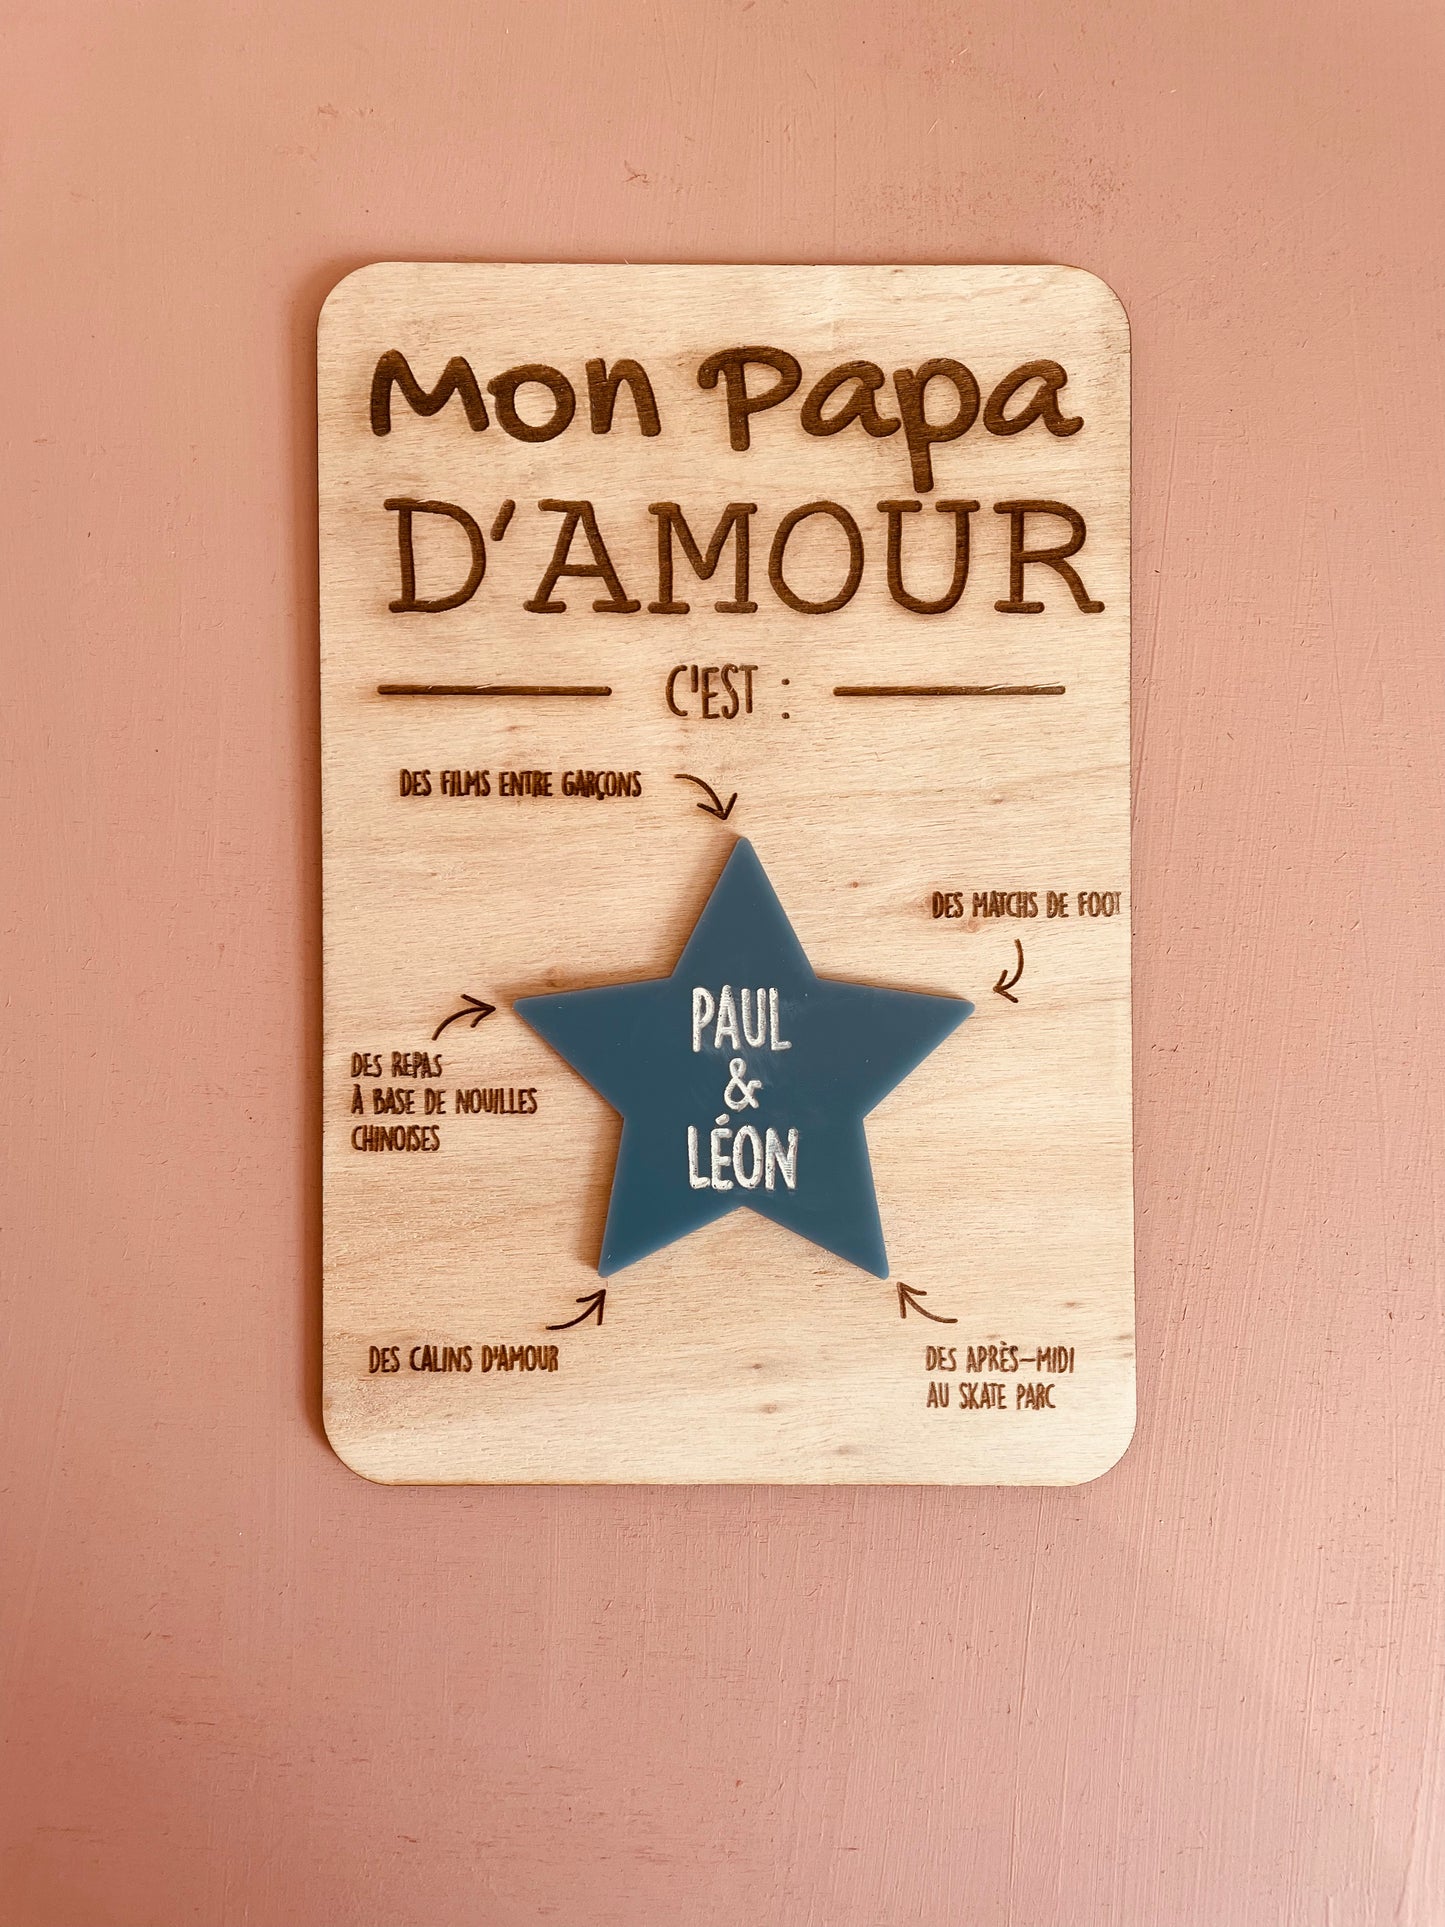 Mon Papa
D'AMOUR
C'EST :
DES FILMS ENTRE GARÇONS
DES MATCHS DE FOOT
PAUL
&
LÉON
DES REPAS
À BASE DE NOUILLES
CHINOISES
DES CALINS D'AMOUR
DES APRÈS-MIDI
AU SKATE PARC